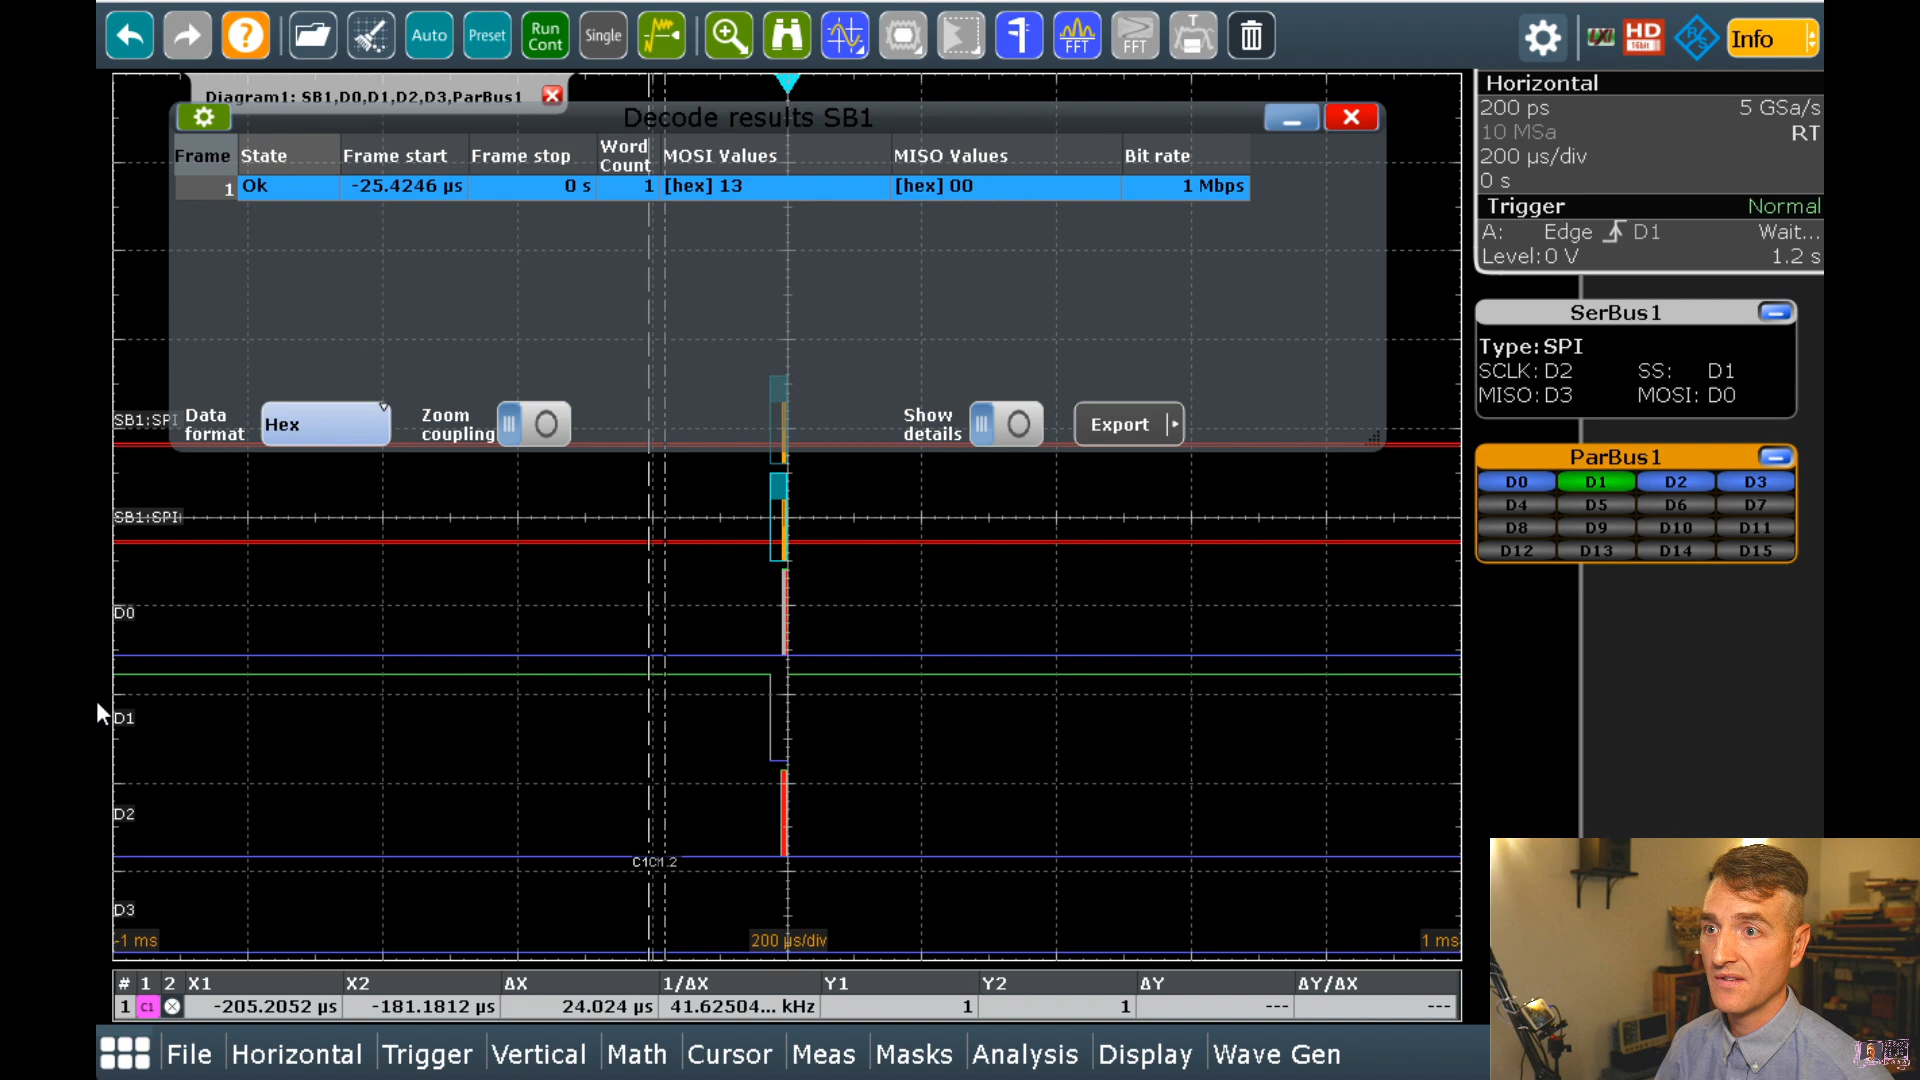 Auto
Preset
Run
Cont
Single
FFT
FFT
T
LXI
HD
16bit
R S
Info
Diagram1: SB1,D0,D1,D2,D3,ParBus1
Decode results SB1
Frame State Frame start Frame stop Word Count MOSI Values MISO Values Bit rate
1 Ok -25.4246 µs 0 s 1 [hex] 13 [hex] 00 1 Mbps
Data format Hex Zoom coupling Show details Export
SB1:SPI
SB1:SPI
D0
D1
D2
D3
-1 ms 200 µs/div 1 ms
# 1 2 X1 X2 ΔX 1/ΔX Y1 Y2 ΔY ΔY/ΔX
1 C1 -205.2052 µs -181.1812 µs 24.024 µs 41.62504... kHz 1 1 --- ---
File Horizontal Trigger Vertical Math Cursor Meas Masks Analysis Display Wave Gen
Horizontal
200 ps 5 GSa/s
10 MSa RT
200 µs/div
0 s
Trigger Normal
A: Edge D1 Wait...
Level: 0 V 1.2 s
SerBus1
Type: SPI
SCLK: D2 SS: D1
MISO: D3 MOSI: D0
ParBus1
D0 D1 D2 D3
D4 D5 D6 D7
D8 D9 D10 D11
D12 D13 D14 D15